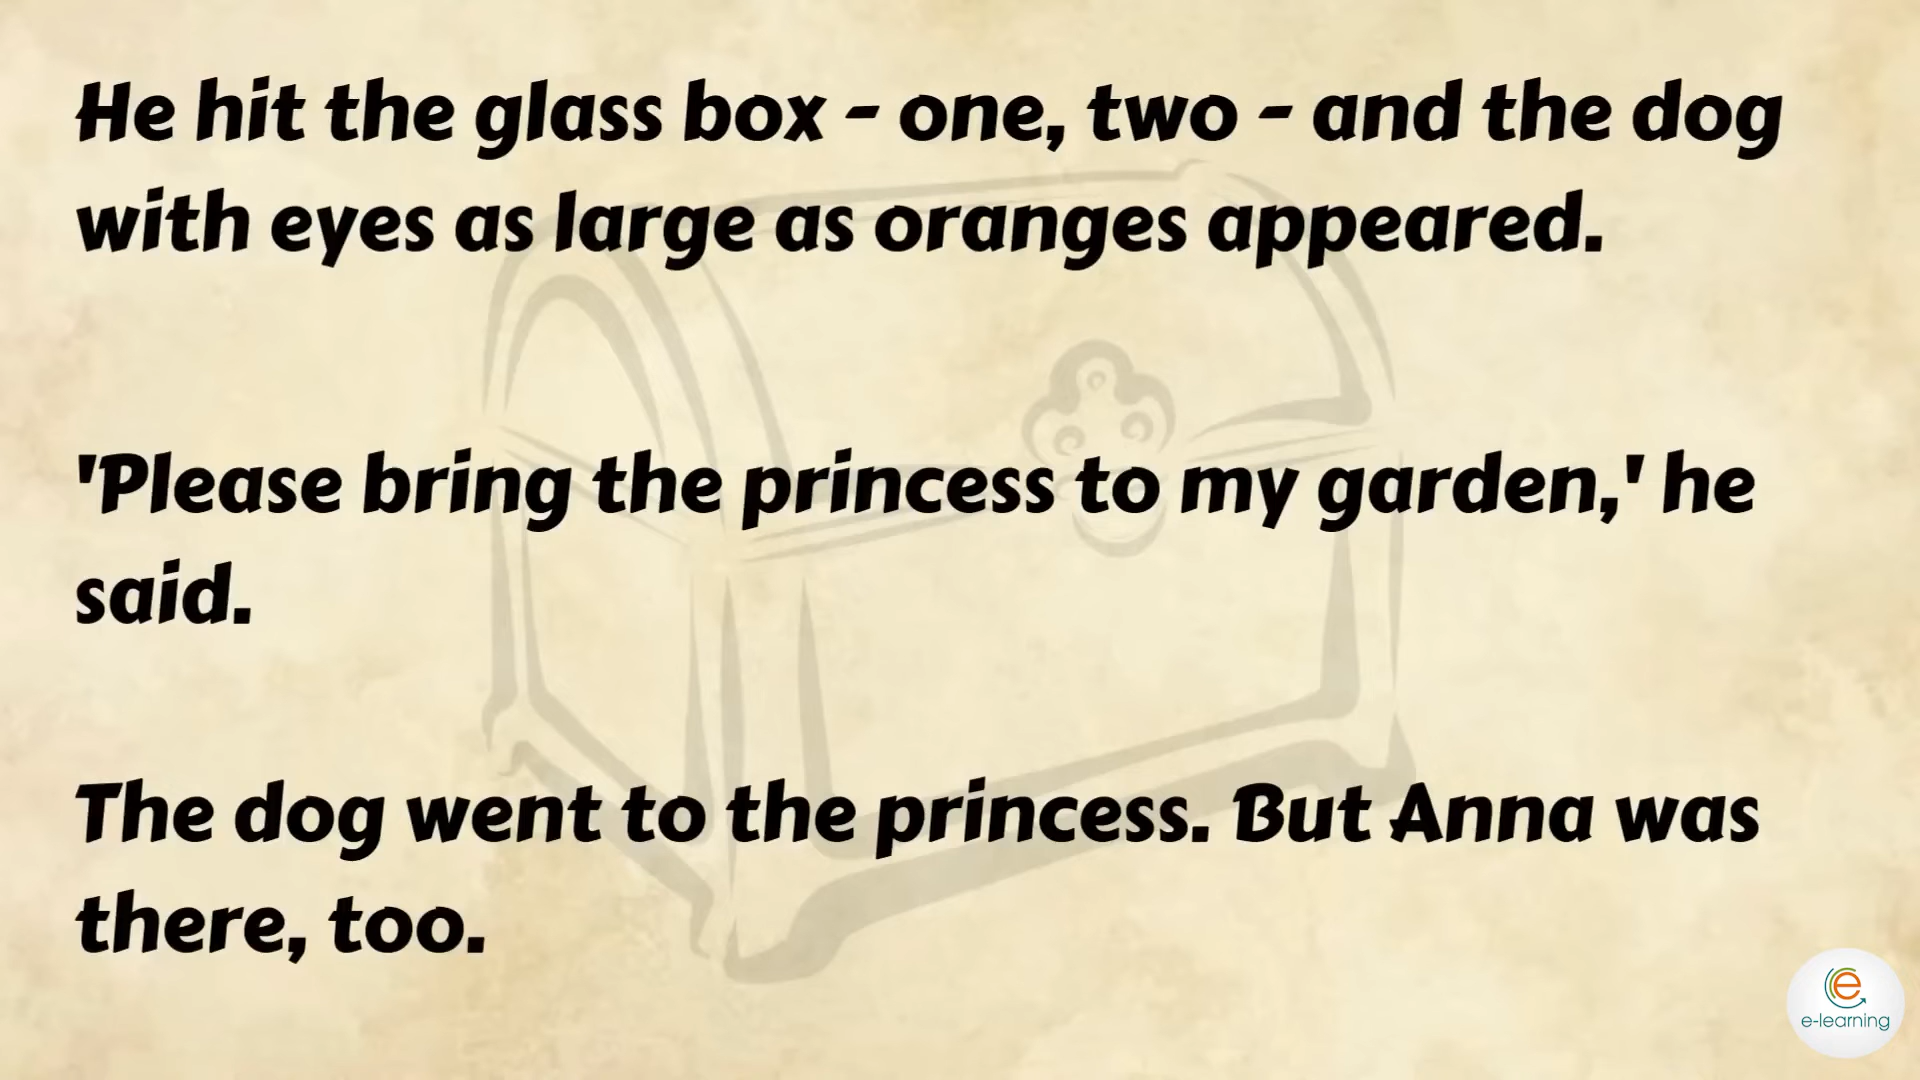 He hit the glass box - one, two - and the dog
with eyes as large as oranges appeared.
'Please bring the princess to my garden,' he
said.
The dog went to the princess. But Anna was
there, too.
e
e-learning